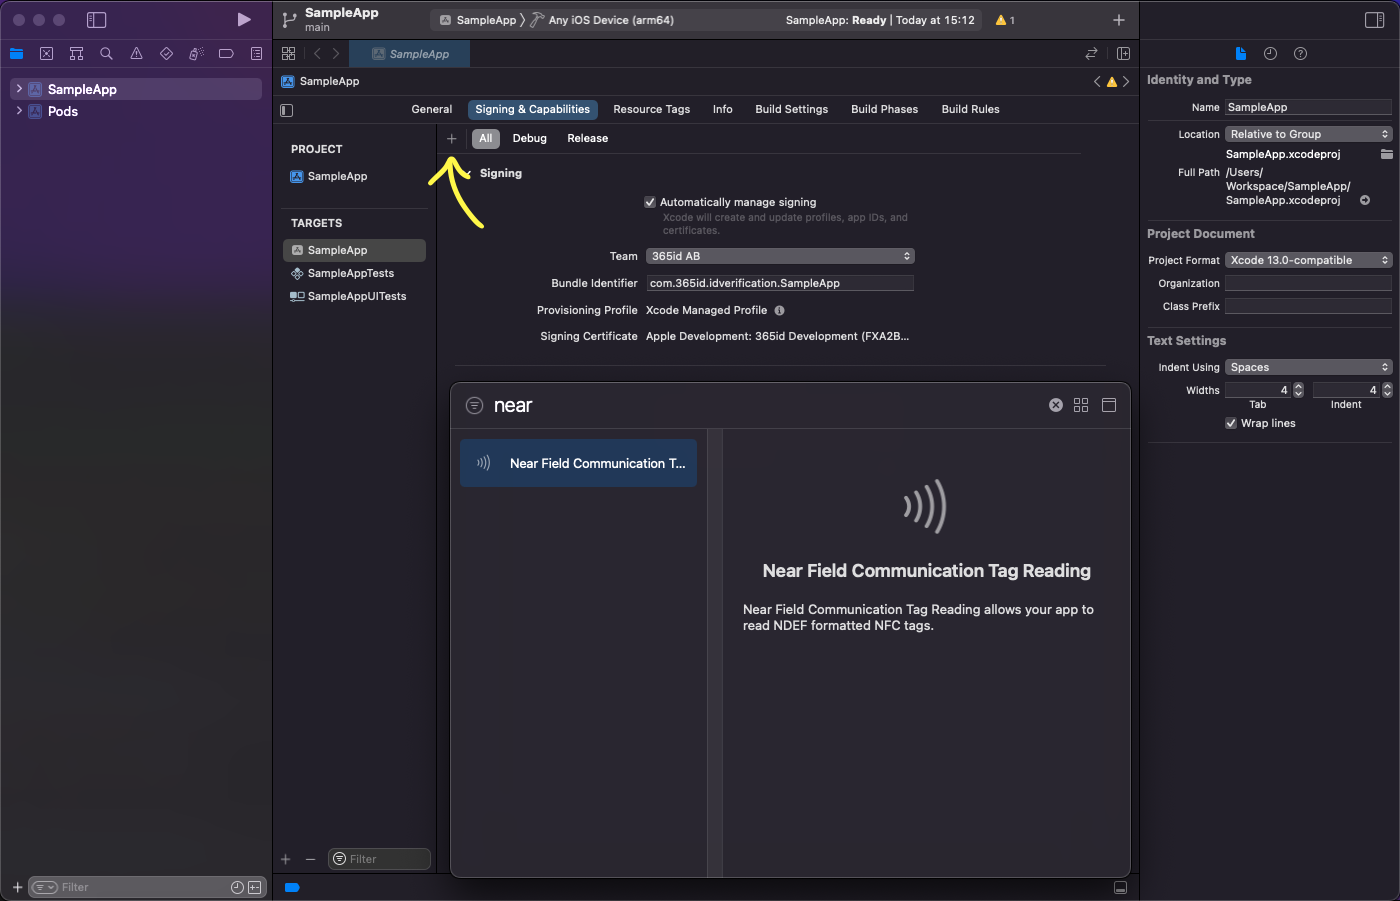 SampleApp
main
SampleApp
Any iOS Device (arm64)
SampleApp: Ready | Today at 15:12
1
SampleApp
SampleApp
Pods
SampleApp
General
Signing & Capabilities
Resource Tags
Info
Build Settings
Build Phases
Build Rules
All
Debug
Release
PROJECT
SampleApp
TARGETS
SampleApp
SampleAppTests
SampleAppUITests
Signing
Automatically manage signing
Xcode will create and update profiles, app IDs, and
certificates.
Team
365id AB
Bundle Identifier
com.365id.idverification.SampleApp
Provisioning Profile
Xcode Managed Profile
Signing Certificate
Apple Development: 365id Development (FXA2B...
near
Near Field Communication T...
Near Field Communication Tag Reading
Near Field Communication Tag Reading allows your app to
read NDEF formatted NFC tags.
Filter
Filter
Identity and Type
Name
SampleApp
Location
Relative to Group
SampleApp.xcodeproj
Full Path
/Users/
Workspace/SampleApp/
SampleApp.xcodeproj
Project Document
Project Format
Xcode 13.0-compatible
Organization
Class Prefix
Text Settings
Indent Using
Spaces
Widths
4
4
Tab
Indent
Wrap lines